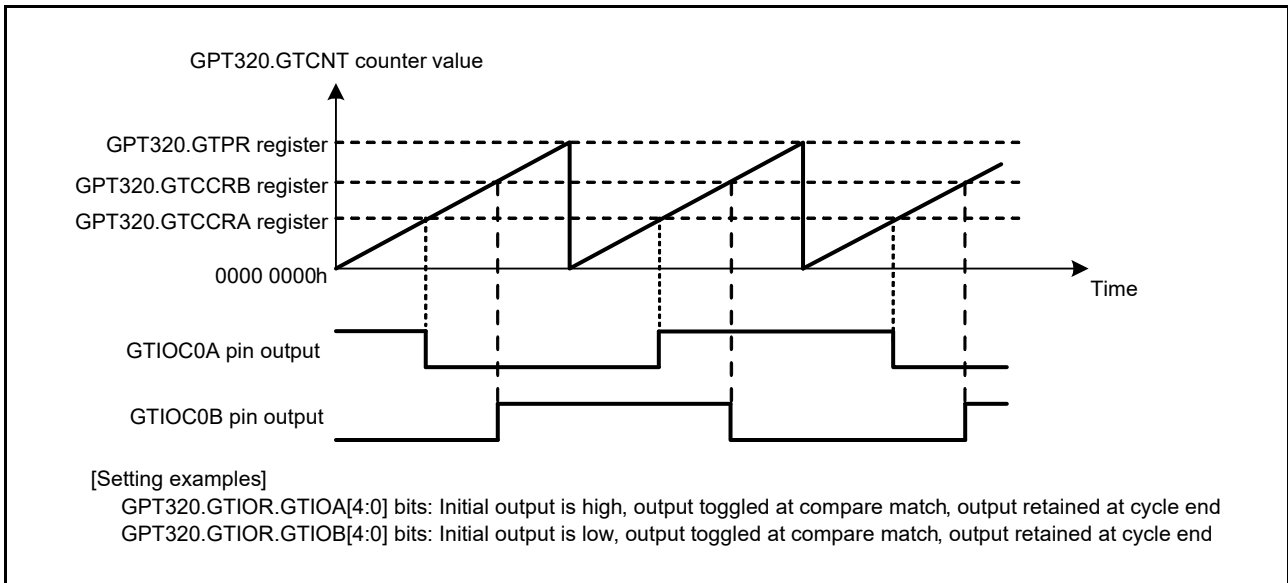 GPT320.GTCNT counter value
GPT320.GTPR register
GPT320.GTCCRB register
GPT320.GTCCRA register
0000 0000h
Time
GTIOC0A pin output
GTIOC0B pin output
[Setting examples]
GPT320.GTIOR.GTIOA[4:0] bits: Initial output is high, output toggled at compare match, output retained at cycle end
GPT320.GTIOR.GTIOB[4:0] bits: Initial output is low, output toggled at compare match, output retained at cycle end